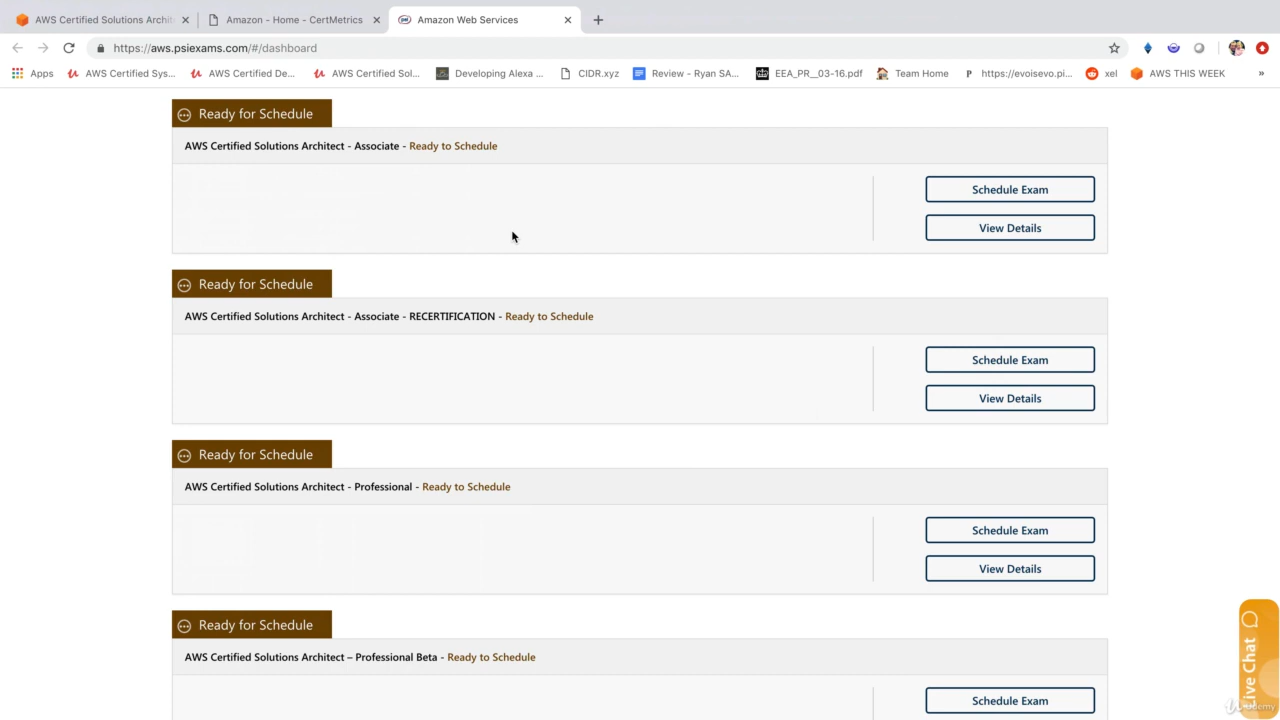 AWS Certified Solutions Archit
Amazon - Home - CertMetrics
psi Amazon Web Services
https://aws.psiexams.com/#/dashboard
Apps
AWS Certified Sys...
AWS Certified De...
AWS Certified Sol...
Developing Alexa ...
CIDR.xyz
Review - Ryan SA...
EEA_PR__03-16.pdf
Team Home
P https://evoisevo.pi...
xel
AWS THIS WEEK
»
Ready for Schedule
AWS Certified Solutions Architect - Associate - Ready to Schedule
Schedule Exam
View Details
Ready for Schedule
AWS Certified Solutions Architect - Associate - RECERTIFICATION - Ready to Schedule
Schedule Exam
View Details
Ready for Schedule
AWS Certified Solutions Architect - Professional - Ready to Schedule
Schedule Exam
View Details
Ready for Schedule
AWS Certified Solutions Architect – Professional Beta - Ready to Schedule
Schedule Exam
Live Chat
Udemy